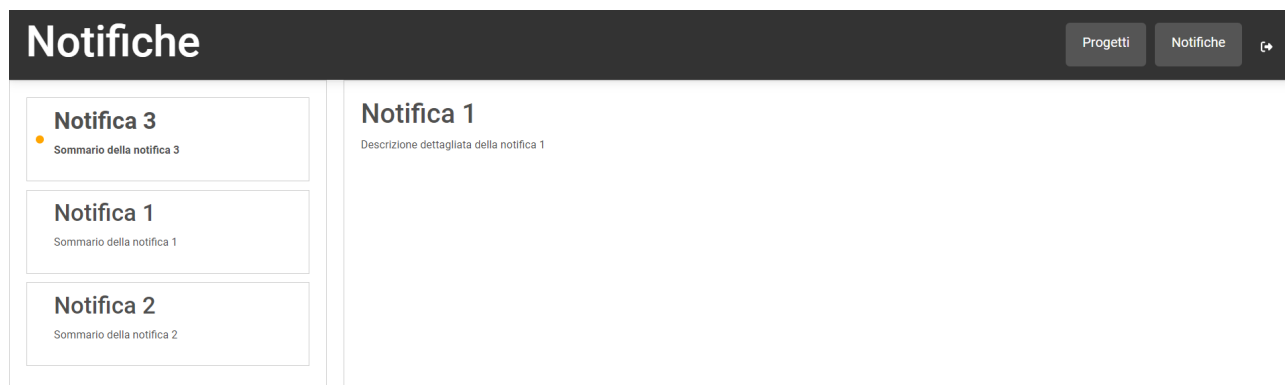 Notifiche
Progetti
Notifiche
Notifica 3
Sommario della notifica 3
Notifica 1
Sommario della notifica 1
Notifica 2
Sommario della notifica 2
Notifica 1
Descrizione dettagliata della notifica 1